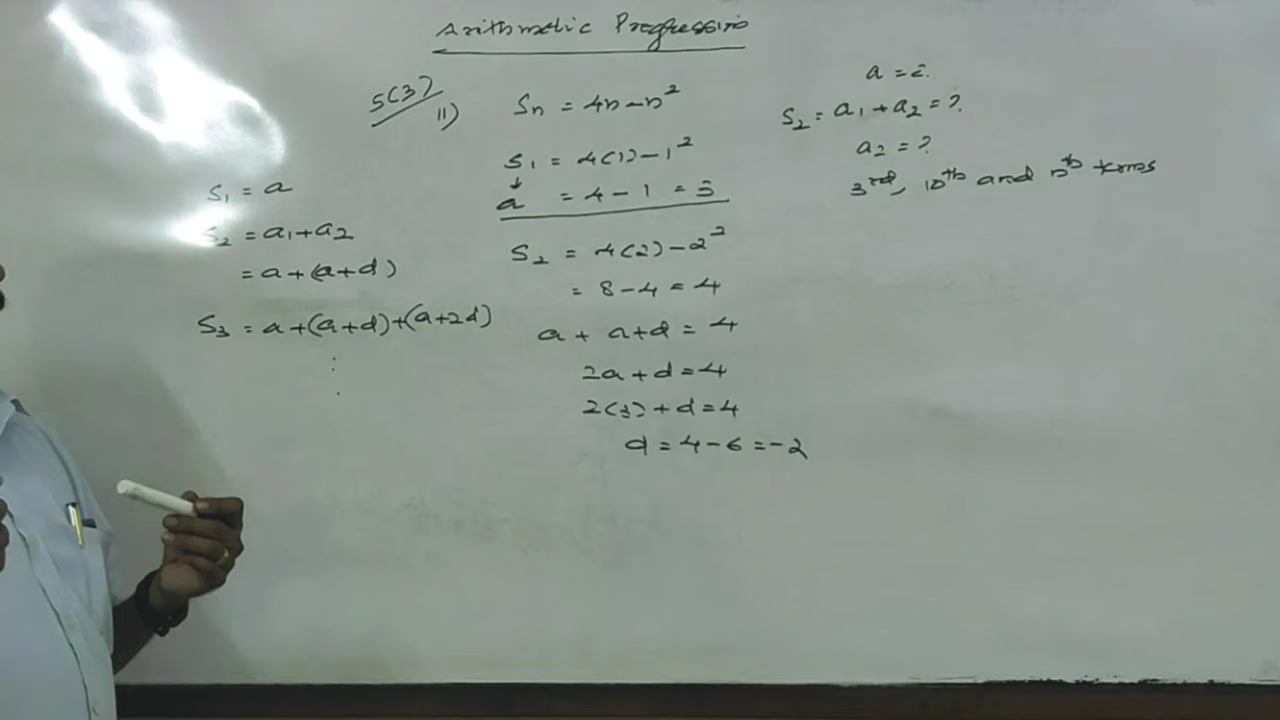 Arithmetic Progression
5(3)
11)
Sn = 4n - n²
S₁ = 4(1) - 1²
↓
a = 4 - 1 = 3
S₂ = 4(2) - 2²
= 8 - 4 = 4
a + a+d = 4
2a + d = 4
2(3) + d = 4
d = 4 - 6 = -2
S₁ = a
S₂ = a₁ + a₂
= a + (a+d)
S₃ = a + (a+d) + (a+2d)
:
.
a = ?
S₂ = a₁ + a₂ = ?
a₂ = ?
3rd, 10th and nth terms